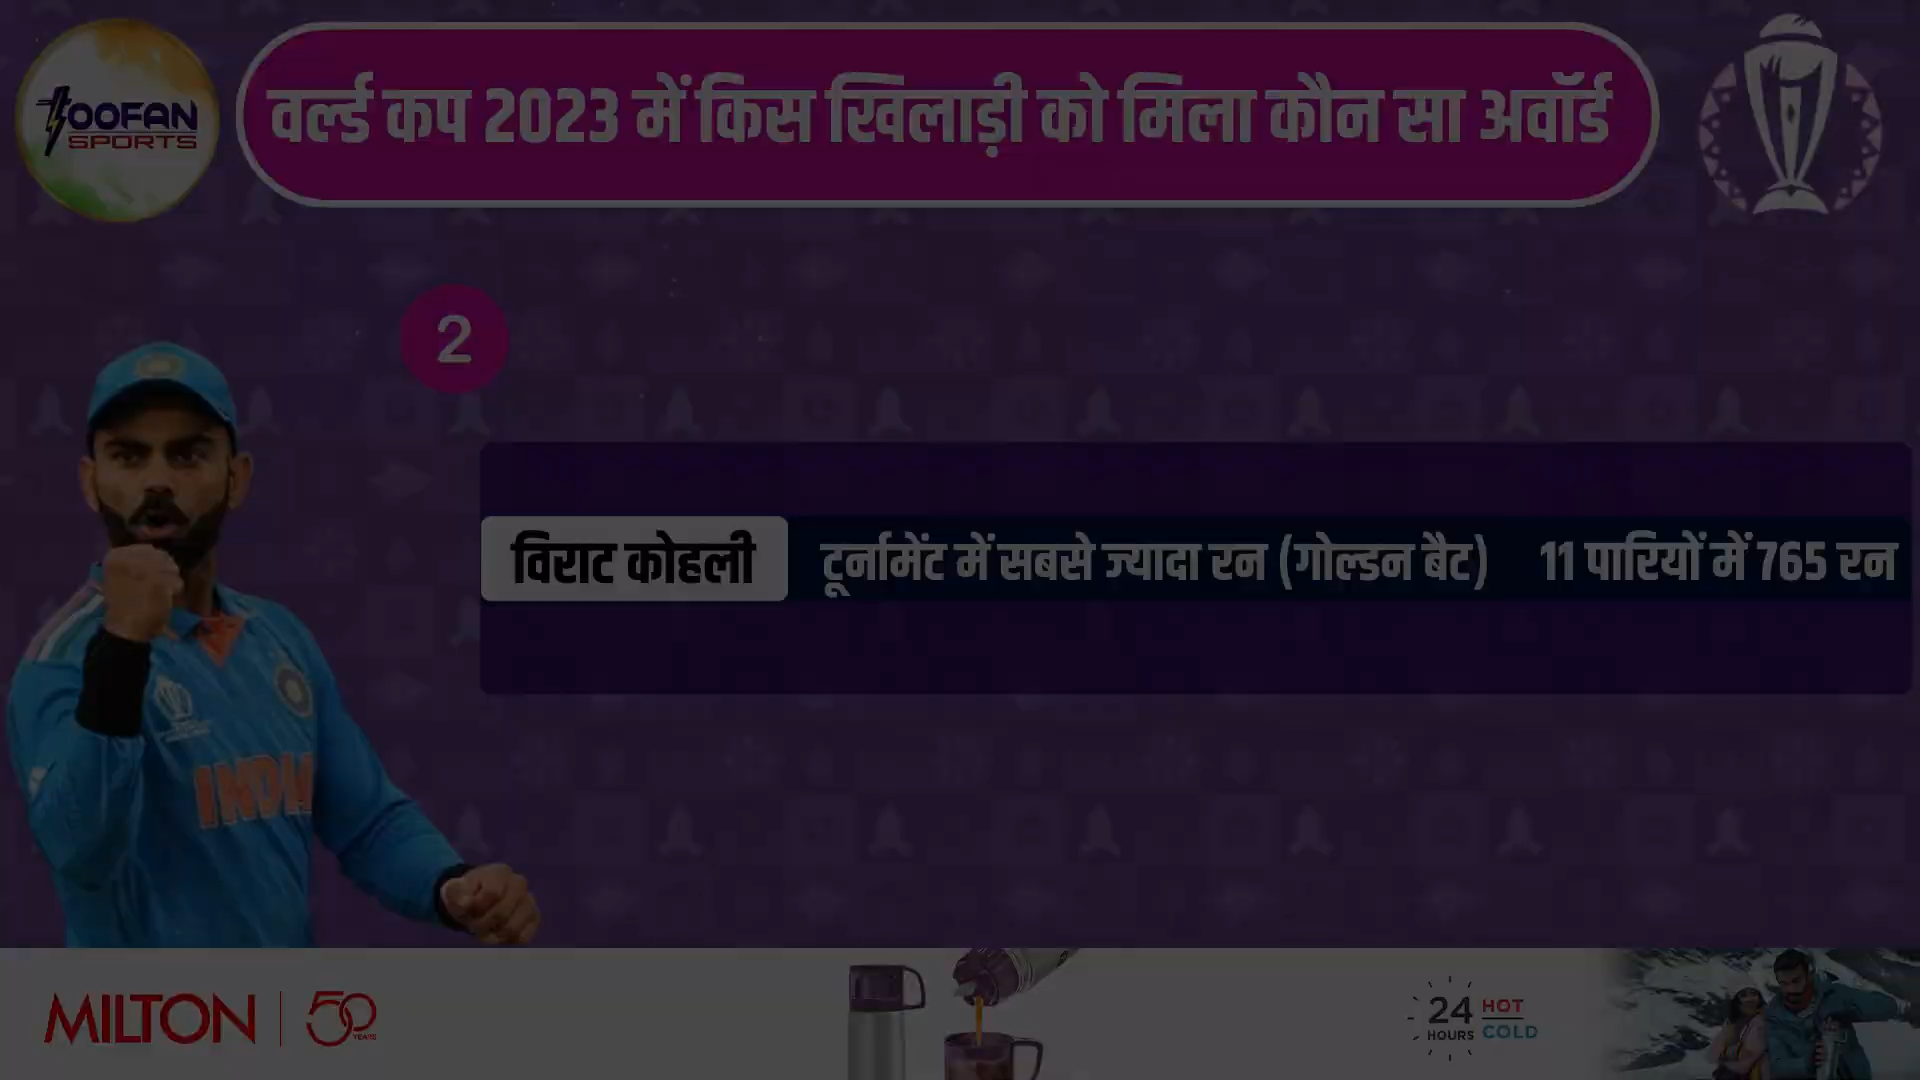 TOOFAN
SPORTS
वर्ल्ड कप 2023 में किस खिलाड़ी को मिला कौन सा अवॉर्ड
2
विराट कोहली टूर्नामेंट में सबसे ज्यादा रन (गोल्डन बैट) 11 पारियों में 765 रन
INDIA
MILTON 50 YEARS
24 HOURS HOT COLD